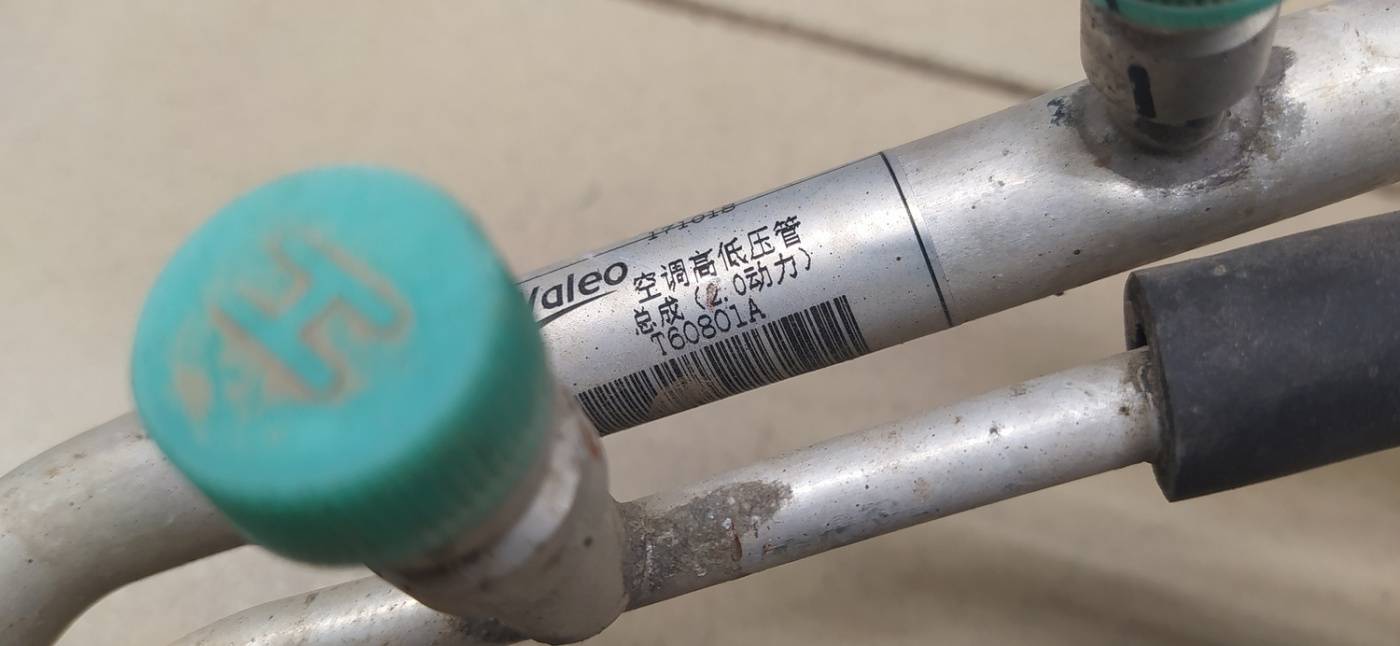 H
Valeo
空调高低压管
总成（2.0动力）
T60801A